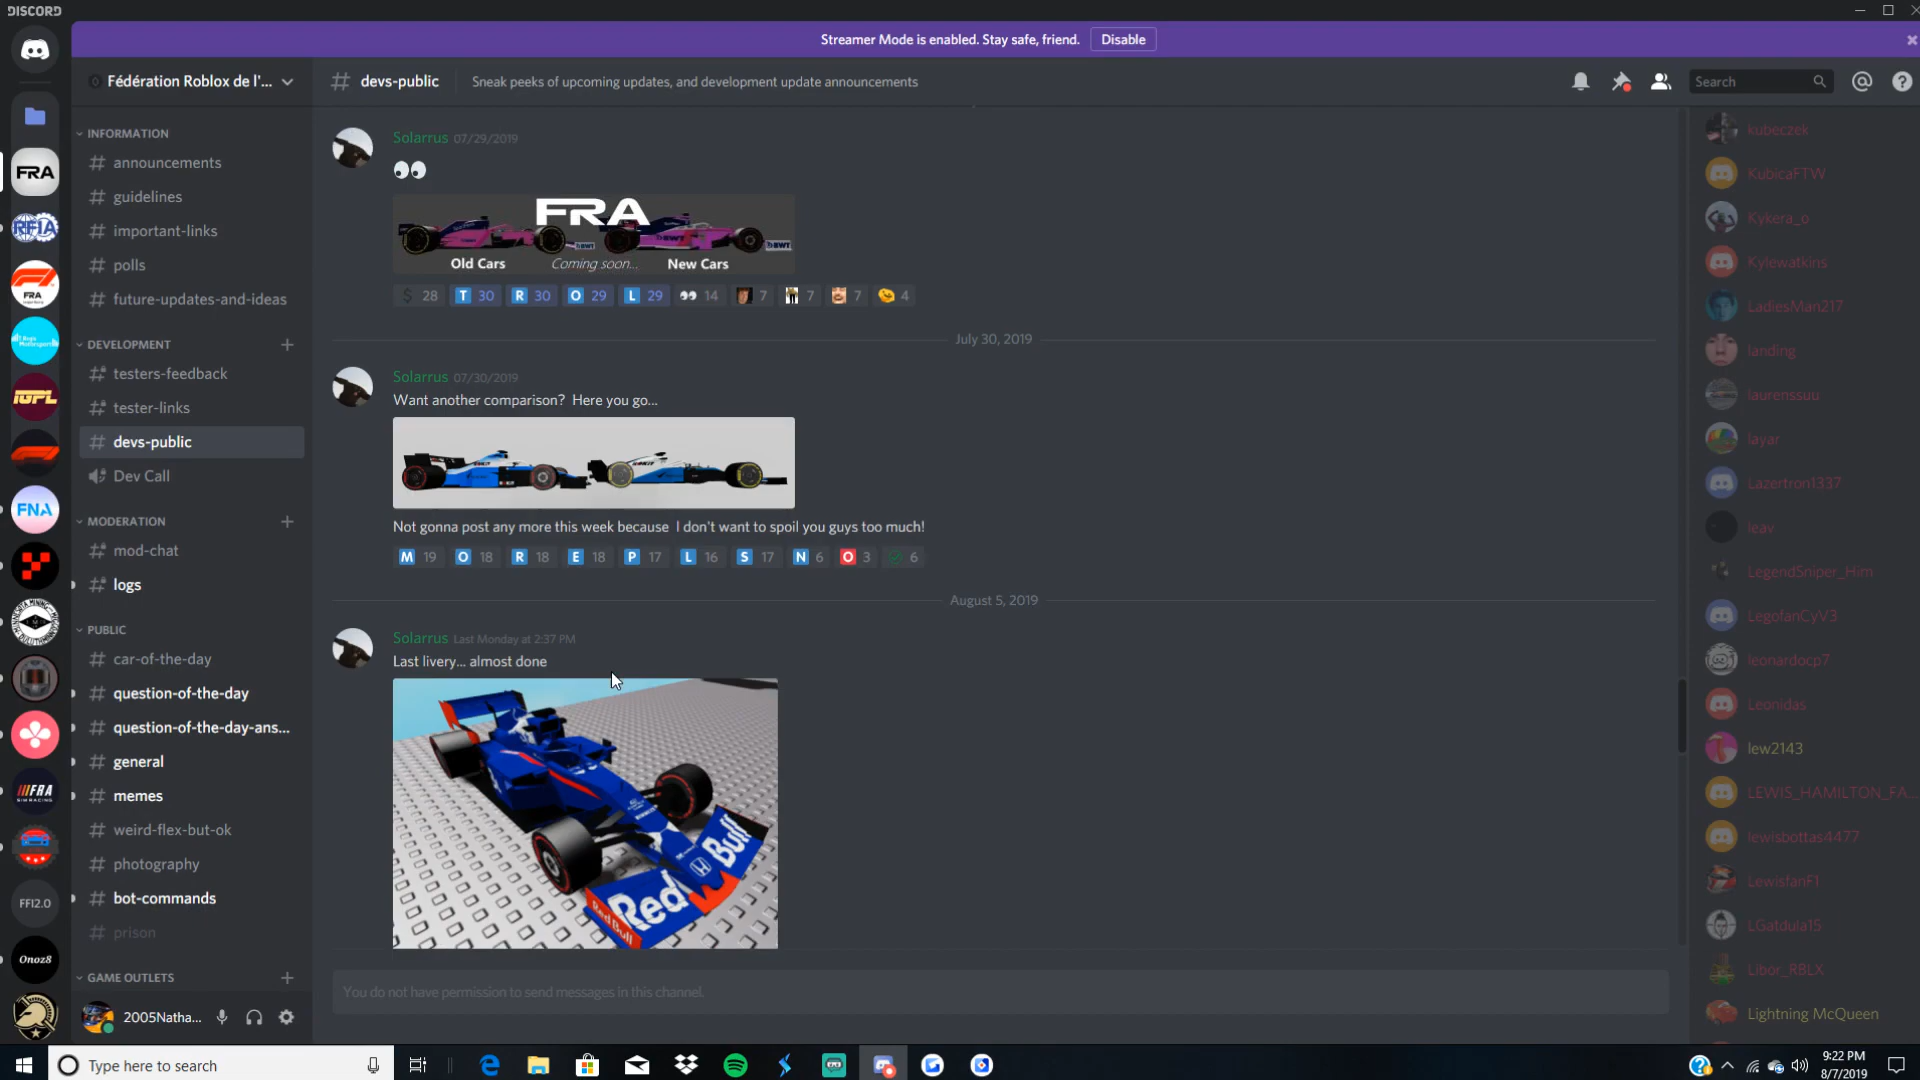 DISCORD
Streamer Mode is enabled. Stay safe, friend.
Disable
Fédération Roblox de l'...
devs-public
Sneak peeks of upcoming updates, and development update announcements
Search
INFORMATION
announcements
guidelines
important-links
polls
future-updates-and-ideas
DEVELOPMENT
testers-feedback
tester-links
devs-public
Dev Call
MODERATION
mod-chat
logs
PUBLIC
car-of-the-day
question-of-the-day
question-of-the-day-ans...
general
memes
weird-flex-but-ok
photography
bot-commands
prison
GAME OUTLETS
2005Natha...
FRA
RFIA
FRA
IGPL
FNA
FRA
SIM RACING
FFI2.0
Onoz8
Solarrus 07/29/2019
FRA
Old Cars Coming soon... New Cars
28 T 30 R 30 O 29 L 29 14 7 7 7 4
July 30, 2019
Solarrus 07/30/2019
Want another comparison? Here you go...
Not gonna post any more this week because I don't want to spoil you guys too much!
M 19 O 18 R 18 E 18 P 17 L 16 S 17 N 6 O 3 6
August 5, 2019
Solarrus Last Monday at 2:37 PM
Last livery... almost done
Red Bull
Red Bull
You do not have permission to send messages in this channel.
kubeczek
KubicaFTW
Kykera_o
Kylewatkins
LadiesMan217
landing
laurenssuu
layar
Lazertron1337
leav
LegendSniper_Him
LegofanCyV3
leonardocp7
Leonidas
lew2143
LEWIS_HAMILTON_FA...
lewisbottas4477
LewisfanF1
LGatdula15
Libor_RBLX
Lightning McQueen
Type here to search
9:22 PM
8/7/2019